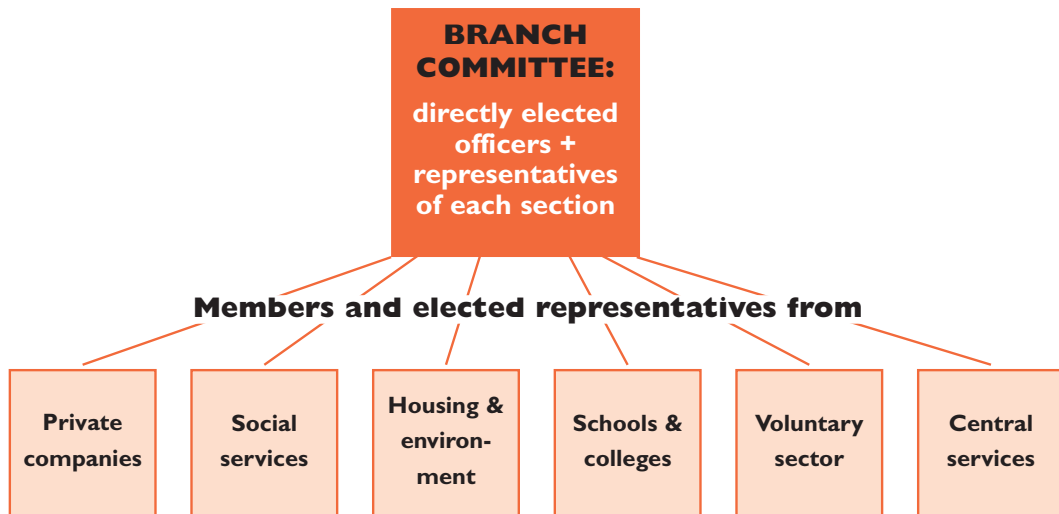 BRANCH
COMMITTEE:
directly elected
officers +
representatives
of each section
Members and elected representatives from
Private
companies
Social
services
Housing &
environ-
ment
Schools &
colleges
Voluntary
sector
Central
services